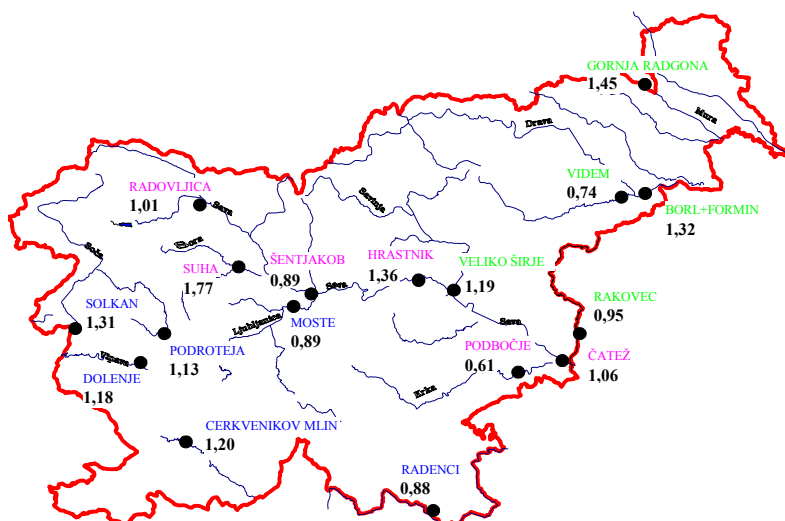 GORNJA RADGONA
1,45
Mura
Drava
VIDEM
0,74
BORL+FORMIN
1,32
RADOVLJICA
1,01
Sava
Savinja
Sora
Soča
SUHA
1,77
ŠENTJAKOB
0,89
HRASTNIK
1,36
VELIKO ŠIRJE
1,19
Sava
SOLKAN
1,31
Ljubljanica
MOSTE
0,89
Sava
RAKOVEC
0,95
PODROTEJA
1,13
Vipava
DOLENJE
1,18
PODBOČJE
0,61
ČATEŽ
1,06
Krka
CERKVENIKOV MLIN
1,20
RADENCI
0,88